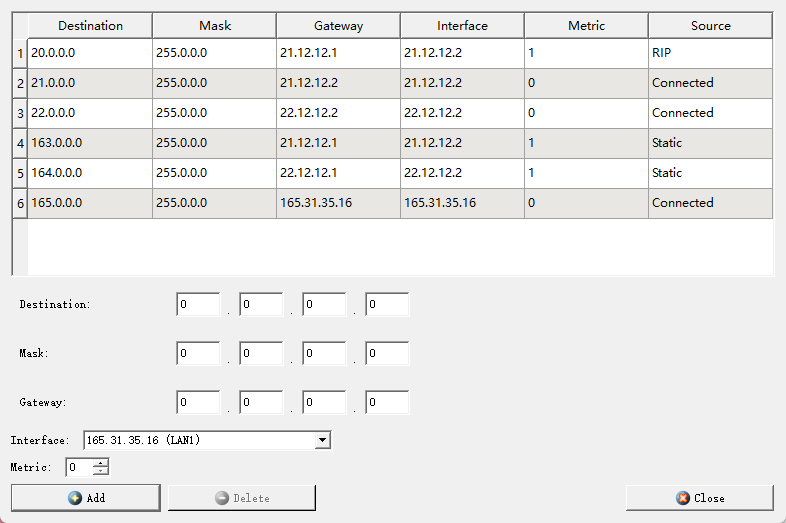 Destination Mask Gateway Interface Metric Source
1 20.0.0.0 255.0.0.0 21.12.12.1 21.12.12.2 1 RIP
2 21.0.0.0 255.0.0.0 21.12.12.2 21.12.12.2 0 Connected
3 22.0.0.0 255.0.0.0 22.12.12.2 22.12.12.2 0 Connected
4 163.0.0.0 255.0.0.0 21.12.12.1 21.12.12.2 1 Static
5 164.0.0.0 255.0.0.0 22.12.12.1 22.12.12.2 1 Static
6 165.0.0.0 255.0.0.0 165.31.35.16 165.31.35.16 0 Connected
Destination: 0 . 0 . 0 . 0
Mask: 0 . 0 . 0 . 0
Gateway: 0 . 0 . 0 . 0
Interface: 165.31.35.16 (LAN1)
Metric: 0
Add Delete Close